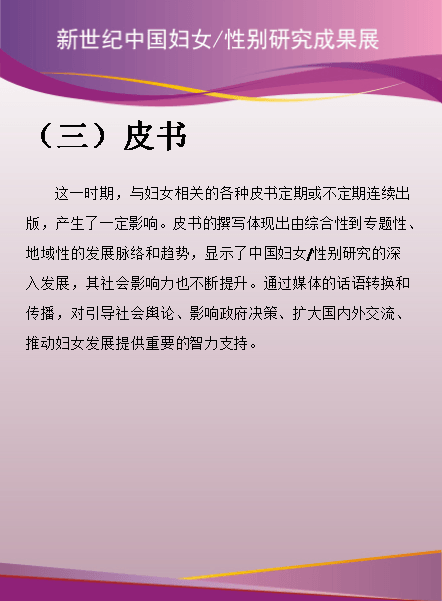 新世纪中国妇女/性别研究成果展
（三）皮书
这一时期，与妇女相关的各种皮书定期或不定期连续出
版，产生了一定影响。皮书的撰写体现出由综合性到专题性、
地域性的发展脉络和趋势，显示了中国妇女/性别研究的深
入发展，其社会影响力也不断提升。通过媒体的话语转换和
传播，对引导社会舆论、影响政府决策、扩大国内外交流、
推动妇女发展提供重要的智力支持。